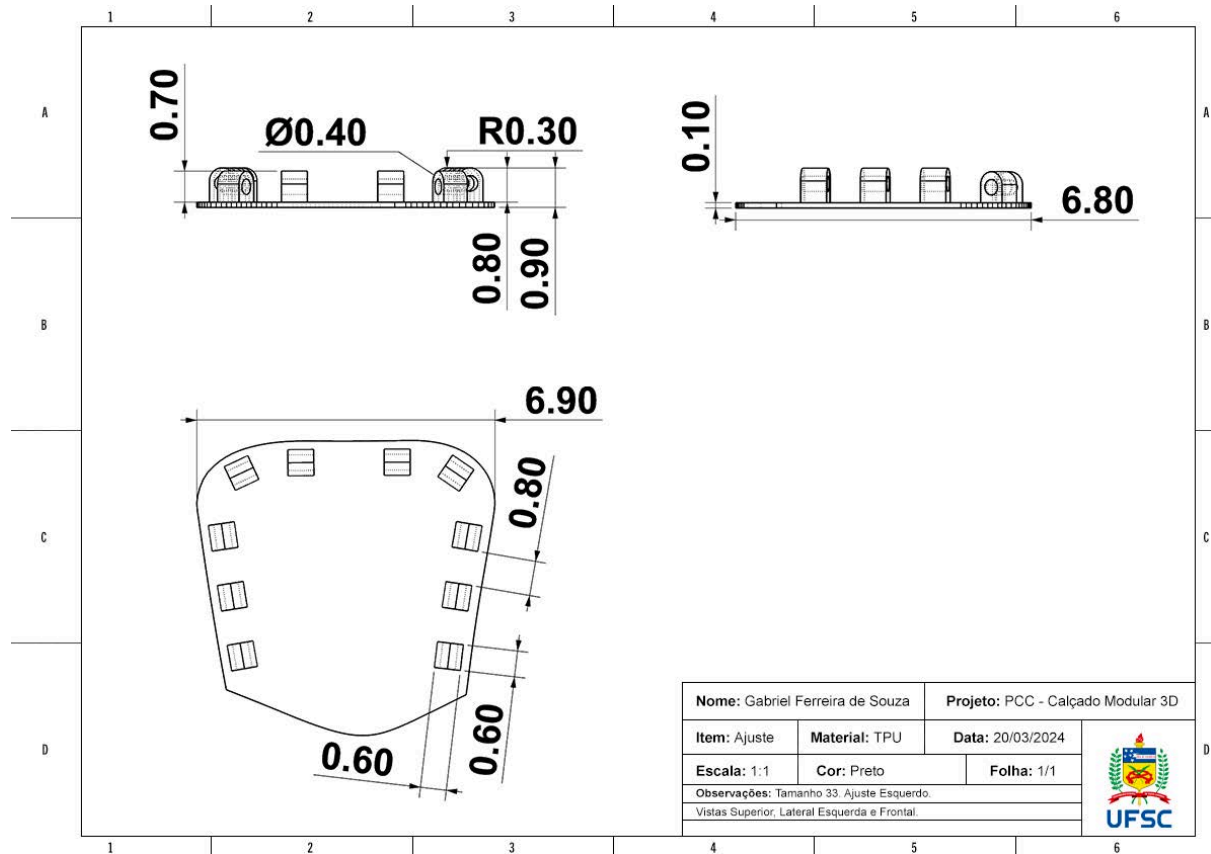 1 2 3 4 5 6
A A
0.70
Ø0.40
R0.30
0.10
6.80
0.80
0.90
B B
6.90
0.80
C C
0.60
0.60
D D
Nome: Gabriel Ferreira de Souza Projeto: PCC - Calçado Modular 3D
Item: Ajuste Material: TPU Data: 20/03/2024
Escala: 1:1 Cor: Preto Folha: 1/1
Observações: Tamanho 33. Ajuste Esquerdo.
Vistas Superior, Lateral Esquerda e Frontal.
UFSC
1 2 3 4 5 6